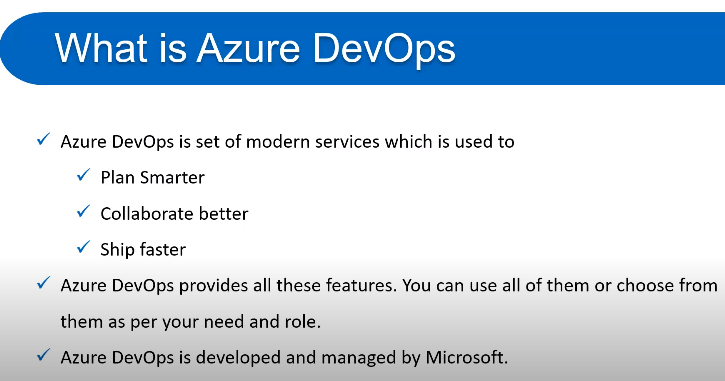 What is Azure DevOps
Azure DevOps is set of modern services which is used to
Plan Smarter
Collaborate better
Ship faster
Azure DevOps provides all these features. You can use all of them or choose from
them as per your need and role.
Azure DevOps is developed and managed by Microsoft.